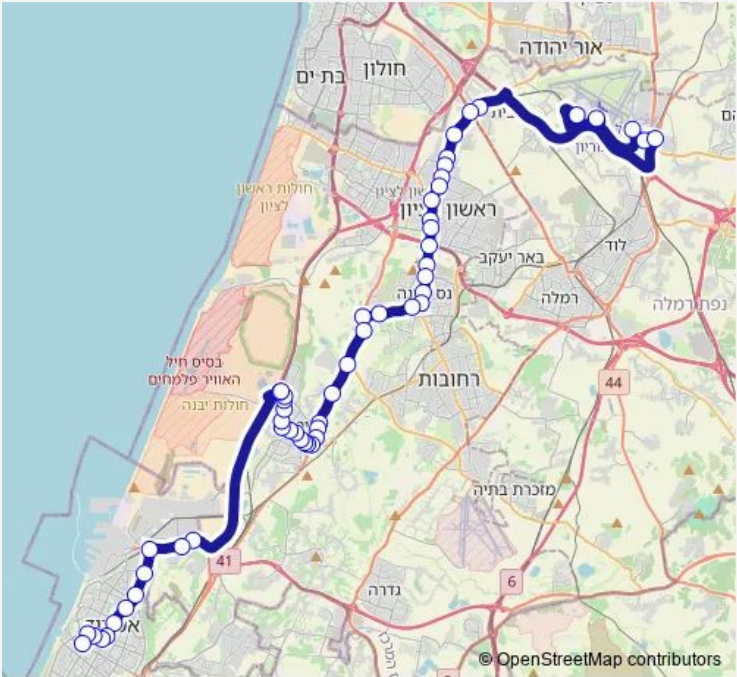 אור יהודה
חולון
בת ים
חולות ראשון
לציון
ראשון
באר יעקב
לוד
רמלה
נפת רמלה
בסיס חיל
האוויר פלמחים
חולות יבנה
רחובות
44
מזכרת בתיה
41
6
גדרה
© OpenStreetMap contributors